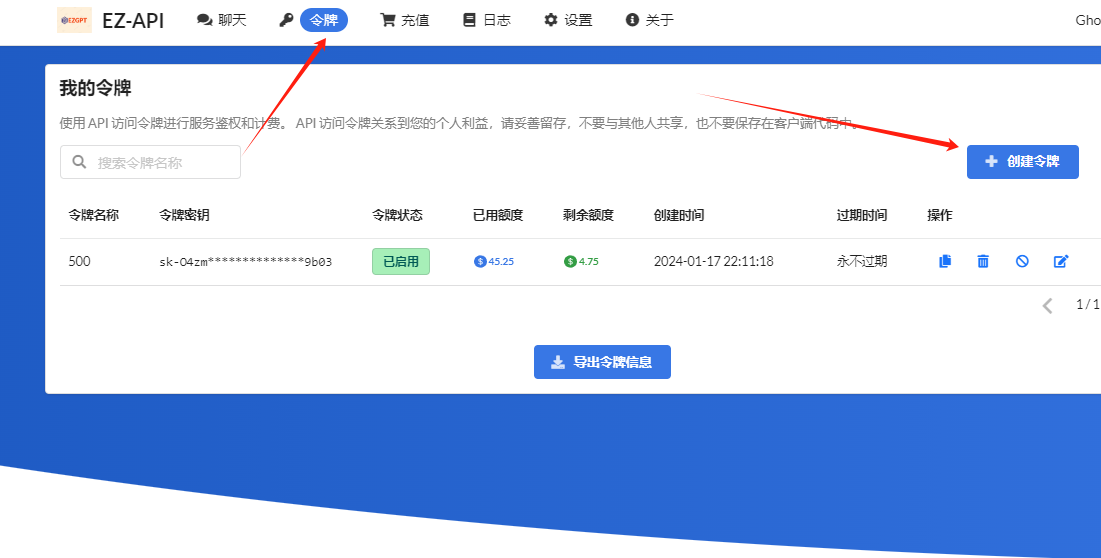 EZGPT EZ-API 聊天 令牌 充值 日志 设置 关于 Gho
我的令牌
使用 API 访问令牌进行服务鉴权和计费。 API 访问令牌关系到您的个人利益，请妥善留存，不要与其他人共享，也不要保存在客户端代码中。
搜索令牌名称 创建令牌
令牌名称 令牌密钥 令牌状态 已用额度 剩余额度 创建时间 过期时间 操作
500 sk-04zm**************9b03 已启用 $ 45.25 $ 4.75 2024-01-17 22:11:18 永不过期
1 / 1
导出令牌信息